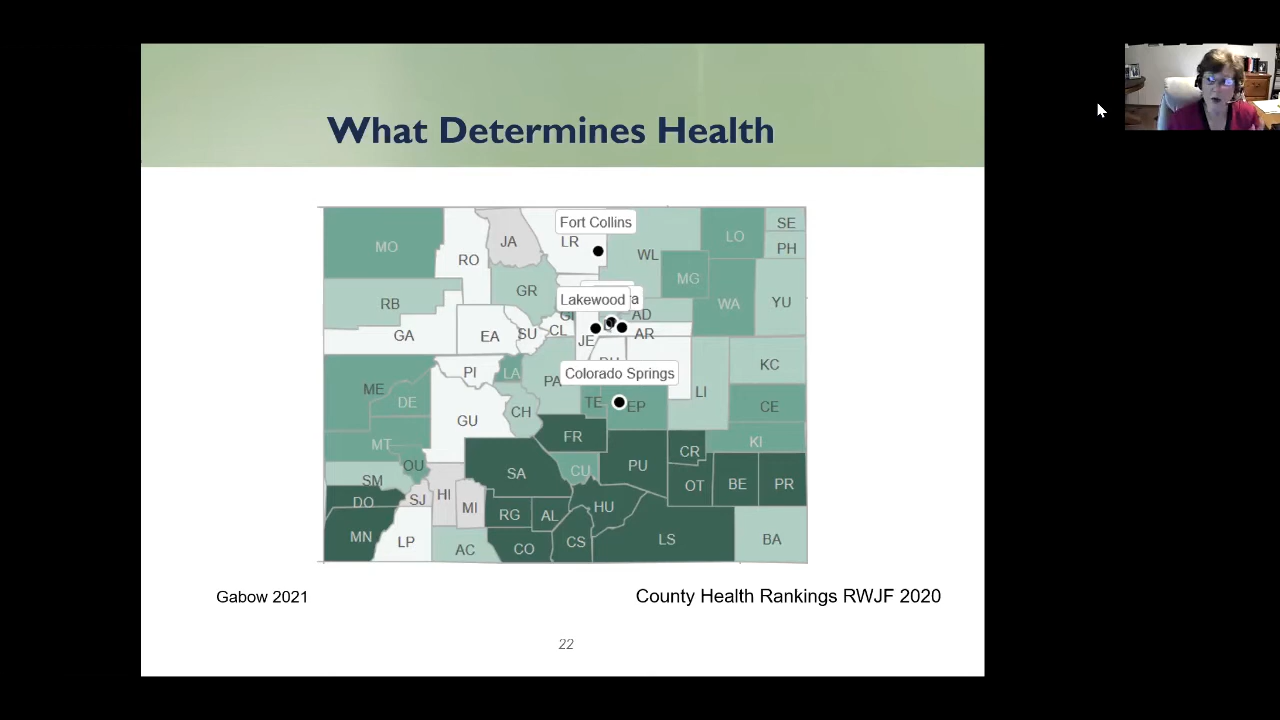 What Determines Health
Fort Collins
MO
RO
JA
LR
WL
LO
SE
PH
MG
RB
GR
WA
YU
Lakewood
a
GI
AD
GA
EA
SU
CL
JE
AR
PI
LA
PA
Colorado Springs
LI
KC
ME
DE
CH
TE
EP
CE
GU
MT
FR
KI
OU
SA
CU
PU
CR
SM
DO
SJ
HI
MI
RG
AL
HU
OT
BE
PR
MN
LP
AC
CO
CS
LS
BA
Gabow 2021
County Health Rankings RWJF 2020
22